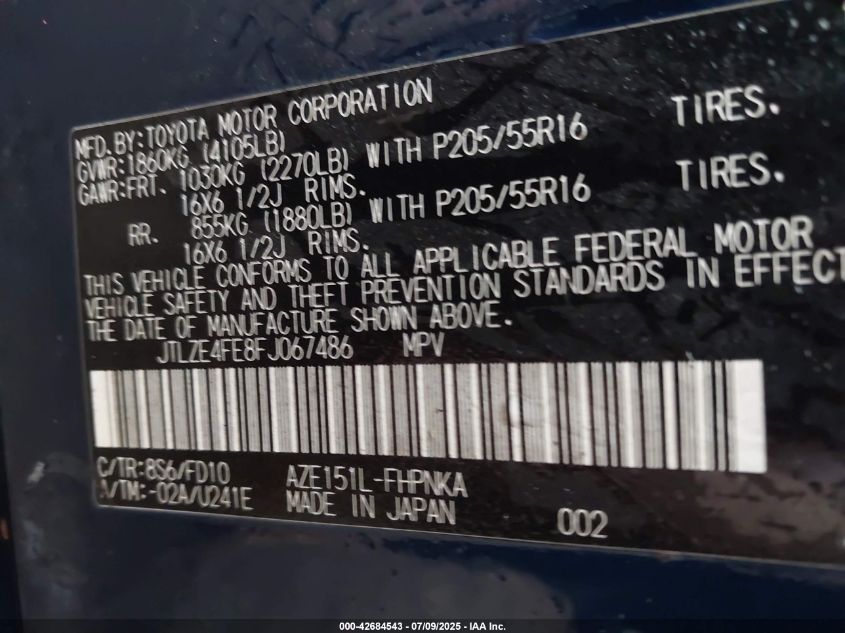 MFD. BY: TOYOTA MOTOR CORPORATION
GVWR: 1860KG (4105LB)
GAWR: FRT. 1030KG (2270LB) WITH P205/55R16 TIRES.
16X6 1/2J RIMS.
RR. 855KG (1880LB) WITH P205/55R16 TIRES.
16X6 1/2J RIMS.
THIS VEHICLE CONFORMS TO ALL APPLICABLE FEDERAL MOTOR
VEHICLE SAFETY AND THEFT PREVENTION STANDARDS IN EFFECT
THE DATE OF MANUFACTURE SHOWN ABOVE.
JTLZE4FE8FJ067486 MPV
C/TR: 8S6/FD10 AZE151L-FHPNKA
A/TM: -02A/U241E MADE IN JAPAN 002
000-42684543 / 07/09/2025 - IAA Inc.